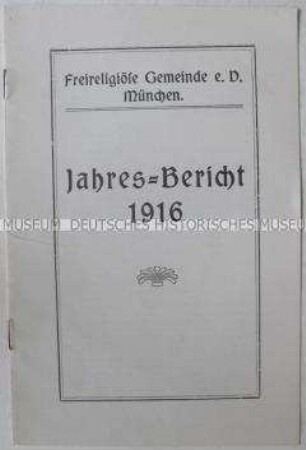 Freireligiöse Gemeinde e. V.
München.
Jahres-Bericht
1916
MUSEUM DEUTSCHES HISTORISCHES MUSEUM